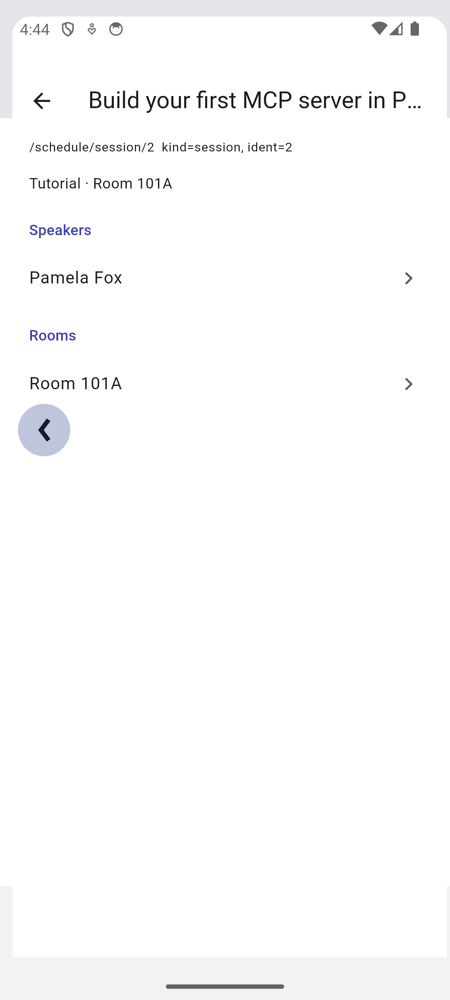 4:44
Build your first MCP server in P…
/schedule/session/2 kind=session, ident=2
Tutorial · Room 101A
Speakers
Pamela Fox
Rooms
Room 101A